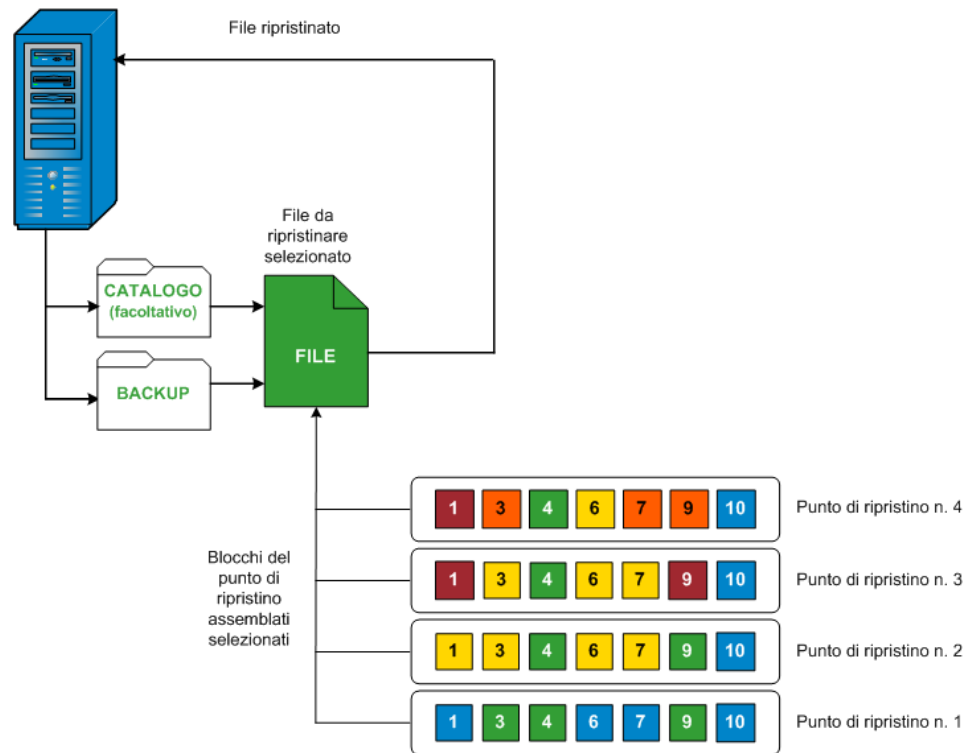 File ripristinato
File da
ripristinare
selezionato
CATALOGO
(facoltativo)
FILE
BACKUP
Blocchi del
punto di
ripristino
assemblati
selezionati
1 3 4 6 7 9 10 Punto di ripristino n. 4
1 3 4 6 7 9 10 Punto di ripristino n. 3
1 3 4 6 7 9 10 Punto di ripristino n. 2
1 3 4 6 7 9 10 Punto di ripristino n. 1